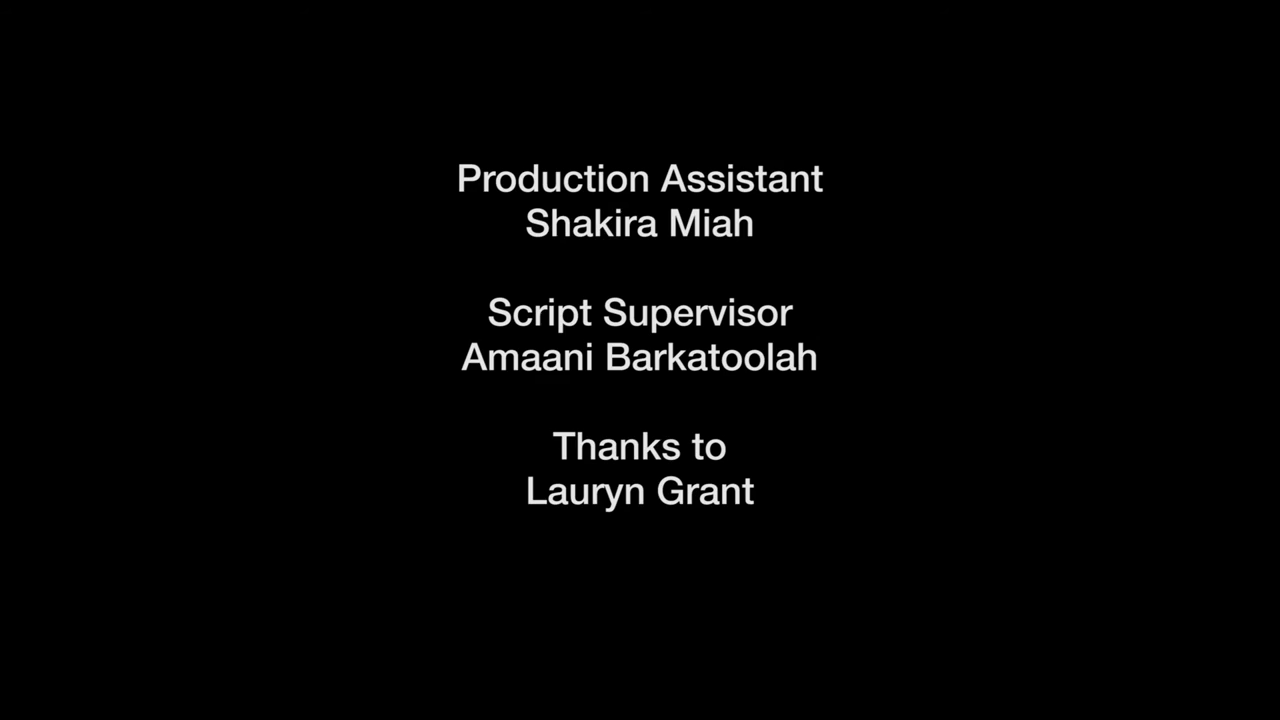 Production Assistant
Shakira Miah
Script Supervisor
Amaani Barkatoolah
Thanks to
Lauryn Grant